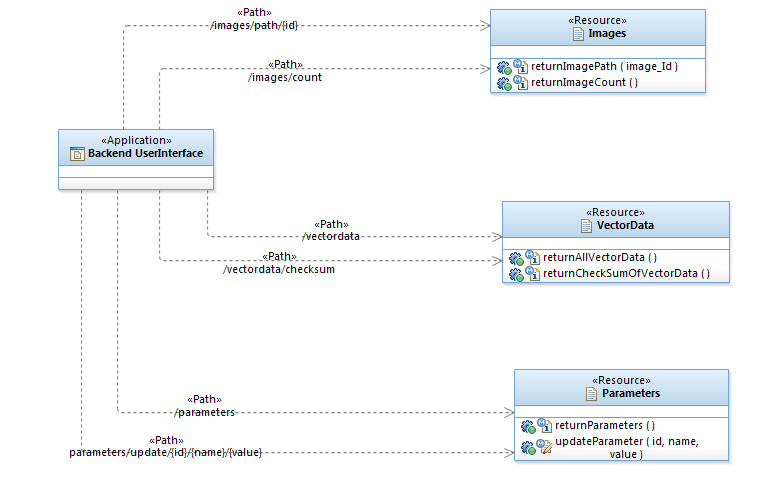 «Path»
/images/path/{id}
«Path»
/images/count
«Resource»
Images
returnImagePath ( image_Id )
returnImageCount ( )
«Application»
Backend UserInterface
«Path»
/vectordata
«Path»
/vectordata/checksum
«Resource»
VectorData
returnAllVectorData ( )
returnCheckSumOfVectorData ( )
«Path»
/parameters
«Path»
parameters/update/{id}/{name}/{value}
«Resource»
Parameters
returnParameters ( )
updateParameter ( id, name,
value )